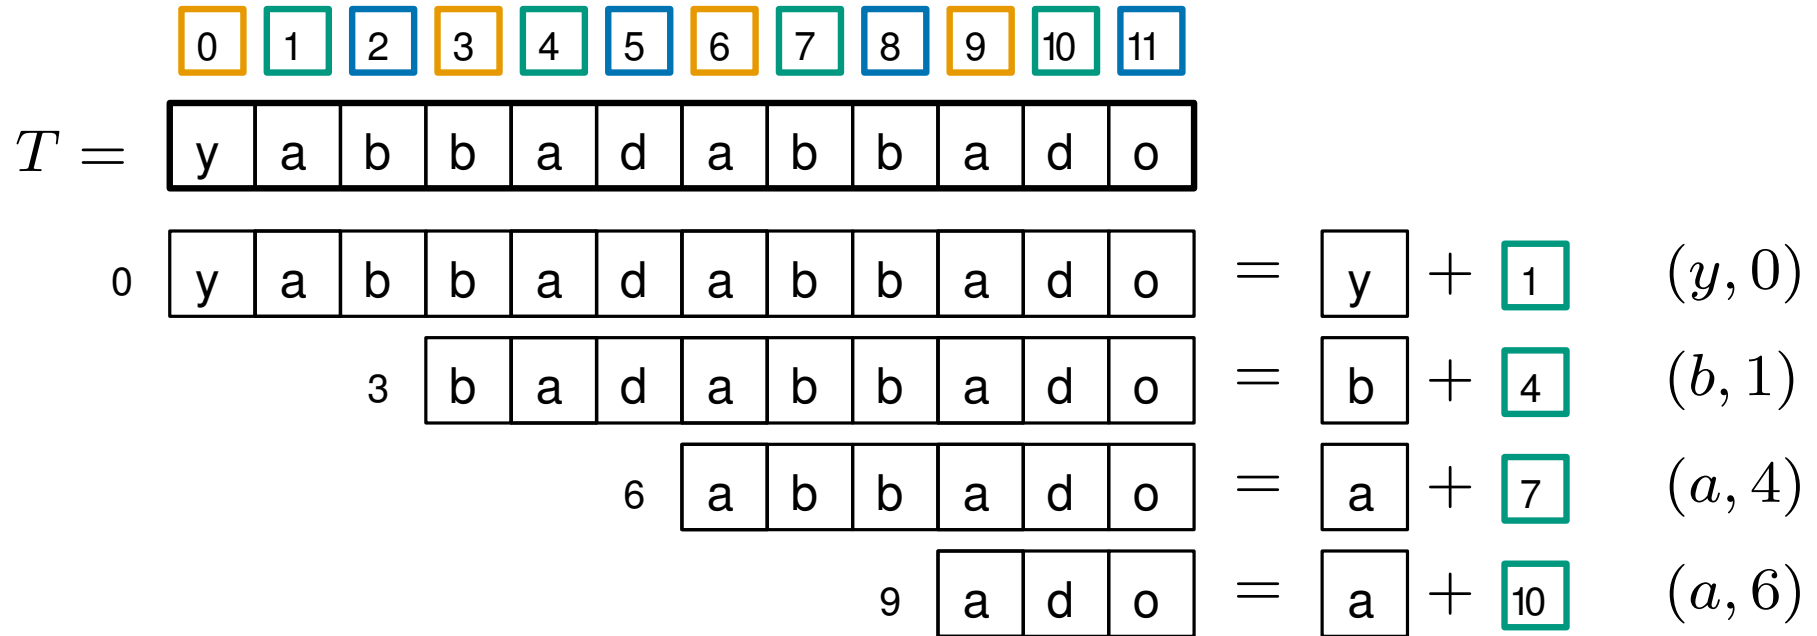 0 1 2 3 4 5 6 7 8 9 10 11
T = y a b b a d a b b a d o
0 y a b b a d a b b a d o = y + 1 (y, 0)
3 b a d a b b a d o = b + 4 (b, 1)
6 a b b a d o = a + 7 (a, 4)
9 a d o = a + 10 (a, 6)